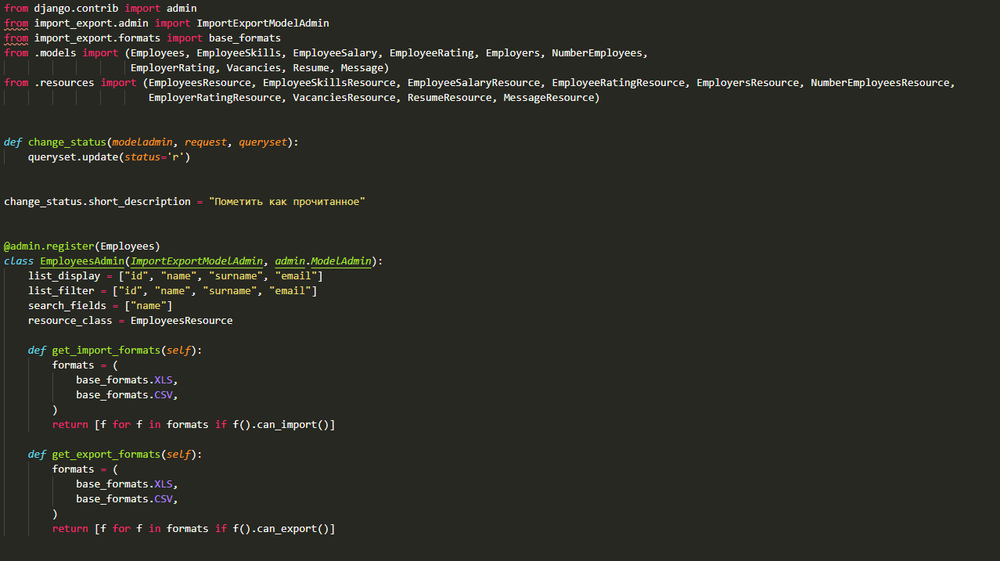 from django.contrib import admin
from import_export.admin import ImportExportModelAdmin
from import_export.formats import base_formats
from .models import (Employees, EmployeeSkills, EmployeeSalary, EmployeeRating, Employers, NumberEmployees,
EmployerRating, Vacancies, Resume, Message)
from .resources import (EmployeesResource, EmployeeSkillsResource, EmployeeSalaryResource, EmployeeRatingResource, EmployersResource, NumberEmployeesResource,
EmployerRatingResource, VacanciesResource, ResumeResource, MessageResource)
def change_status(modeladmin, request, queryset):
queryset.update(status='r')
change_status.short_description = "Пометить как прочитанное"
@admin.register(Employees)
class EmployeesAdmin(ImportExportModelAdmin, admin.ModelAdmin):
list_display = ["id", "name", "surname", "email"]
list_filter = ["id", "name", "surname", "email"]
search_fields = ["name"]
resource_class = EmployeesResource
def get_import_formats(self):
formats = (
base_formats.XLS,
base_formats.CSV,
)
return [f for f in formats if f().can_import()]
def get_export_formats(self):
formats = (
base_formats.XLS,
base_formats.CSV,
)
return [f for f in formats if f().can_export()]